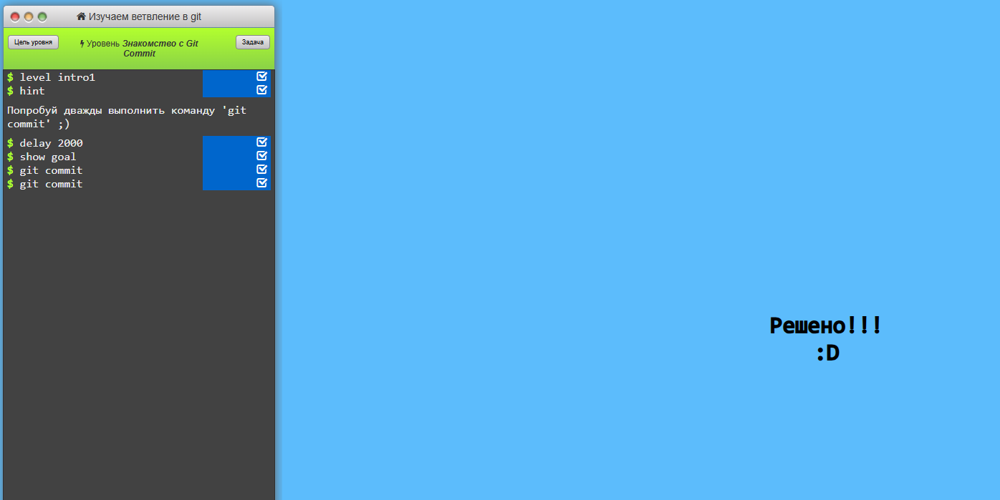 Изучаем ветвление в git
Цель уровня
Уровень Знакомство с Git
Commit
Задача
$ level intro1
$ hint
Попробуй дважды выполнить команду 'git
commit' ;)
$ delay 2000
$ show goal
$ git commit
$ git commit
Решено!!!
:D